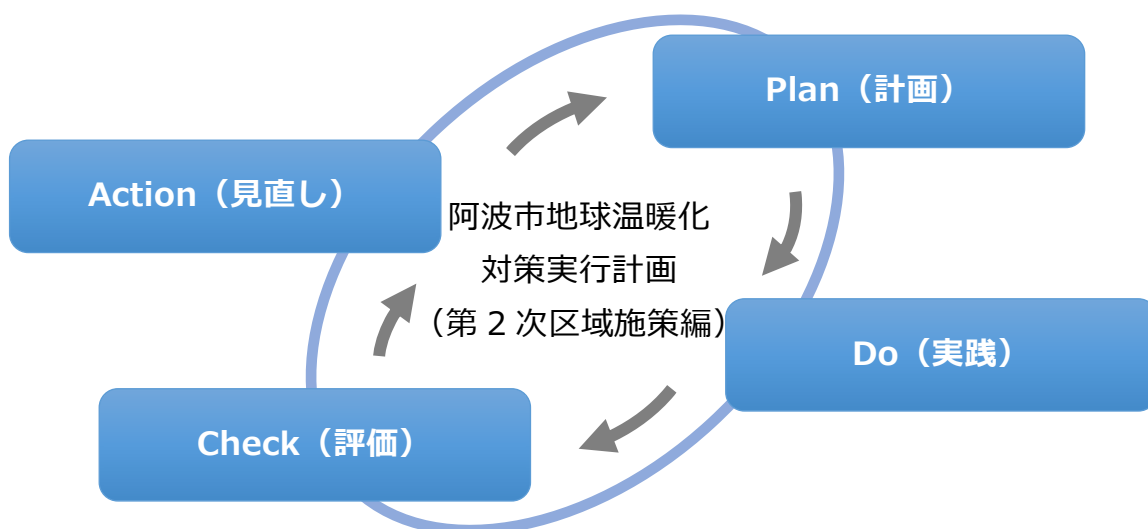 Plan（計画）
Action（見直し）
阿波市地球温暖化
対策実行計画
（第２次区域施策編）
Do（実践）
Check（評価）